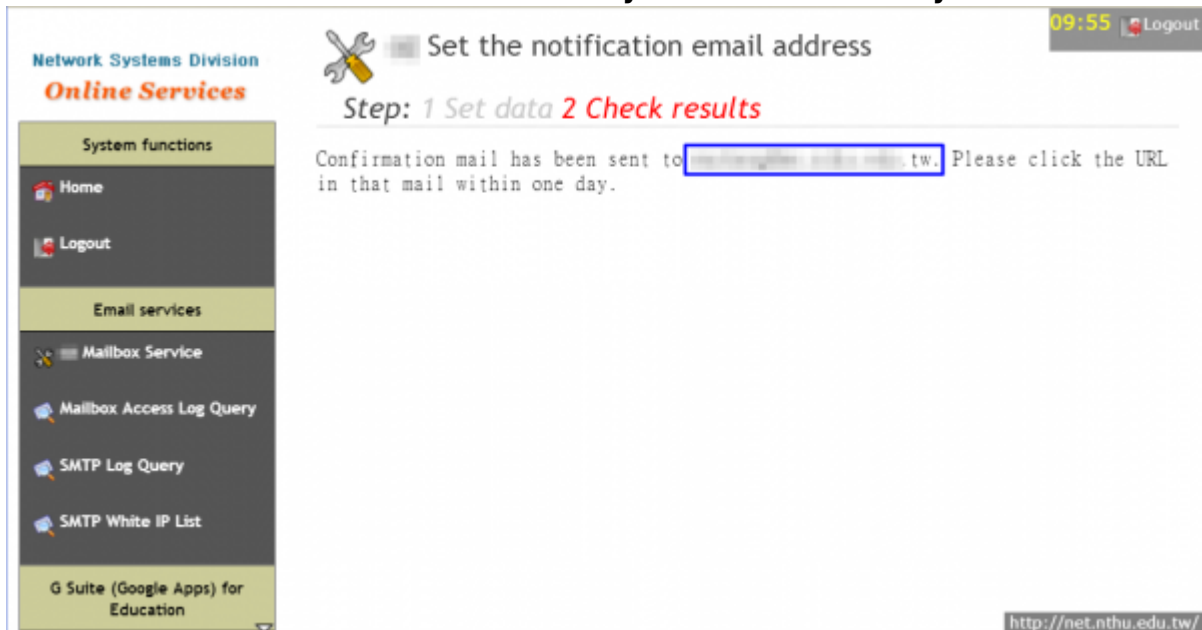 09:55 Logout
Network Systems Division
Online Services
Set the notification email address
Step: 1 Set data 2 Check results
System functions
Home
Logout
Email services
Mailbox Service
Mailbox Access Log Query
SMTP Log Query
SMTP White IP List
G Suite (Google Apps) for
Education
Confirmation mail has been sent to .tw. Please click the URL
in that mail within one day.
http://net.nthu.edu.tw/